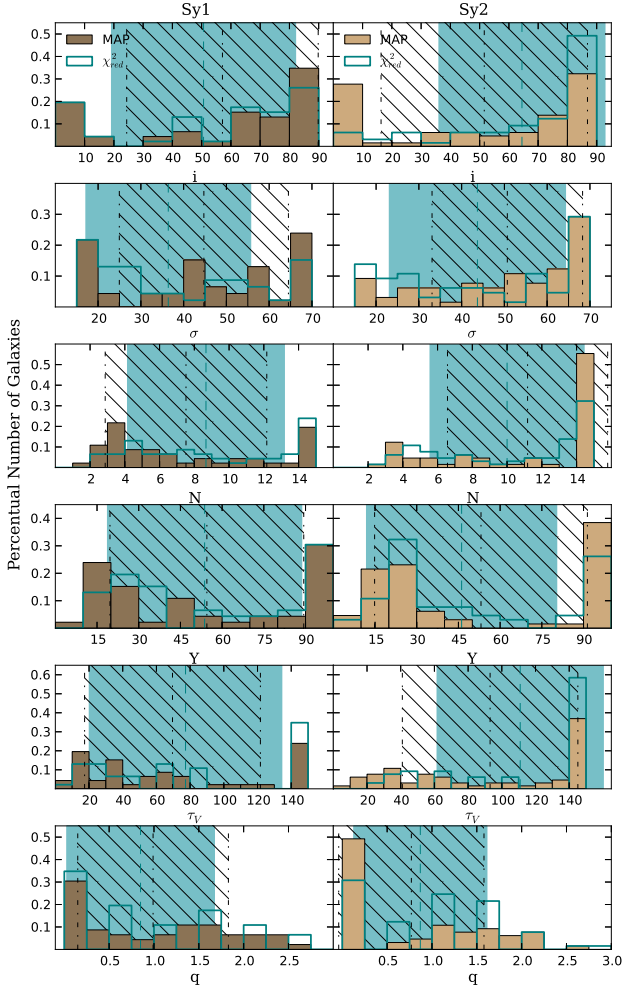 Sy1 Sy2
MAP MAP
χ²red χ²red
0.5
0.4
0.3
0.2
0.1
10 20 30 40 50 60 70 80 90 10 20 30 40 50 60 70 80 90
i i
0.3
0.2
0.1
20 30 40 50 60 70 20 30 40 50 60 70
σ σ
0.5
0.4
0.3
0.2
0.1
2 4 6 8 10 12 14 2 4 6 8 10 12 14
N N
Percentual Number of Galaxies
0.4
0.3
0.2
0.1
15 30 45 60 75 90 15 30 45 60 75 90
Y Y
0.6
0.5
0.4
0.3
0.2
0.1
20 40 60 80 100 120 140 20 40 60 80 100 120 140
τV τV
0.5
0.4
0.3
0.2
0.1
0.5 1.0 1.5 2.0 2.5 0.5 1.0 1.5 2.0 2.5 3.0
q q